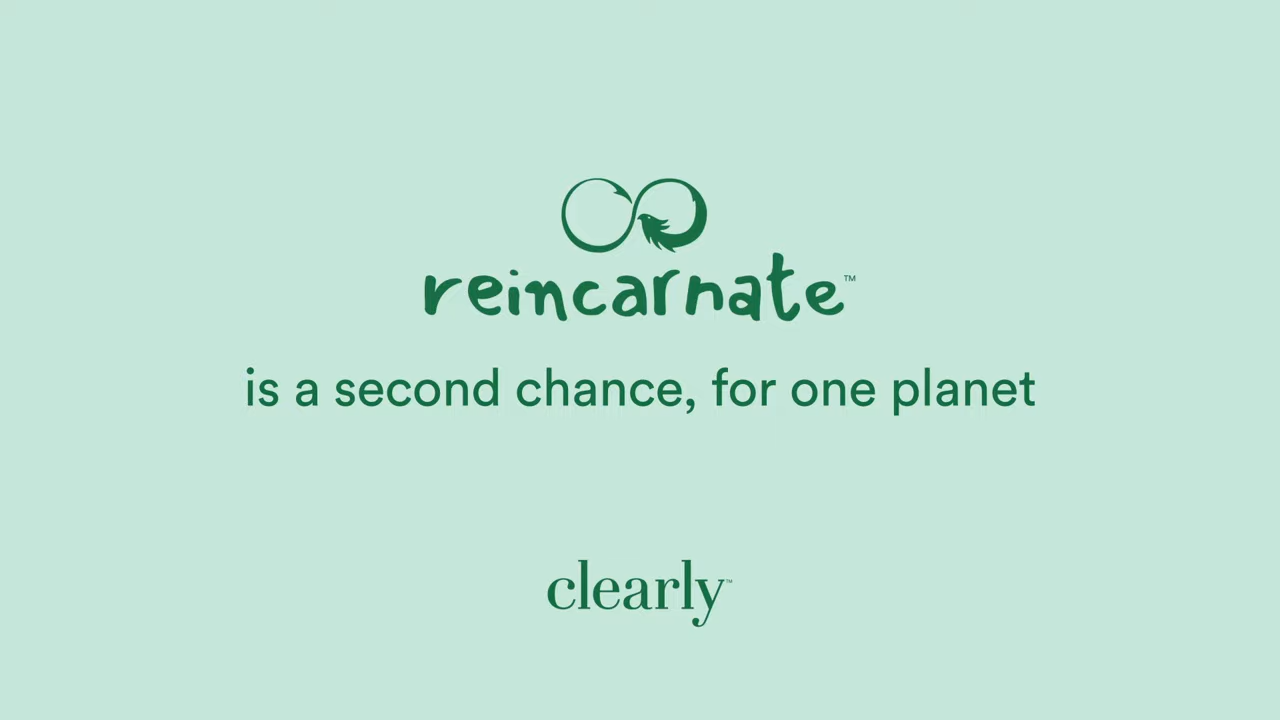 reincarnate™
is a second chance, for one planet
clearly™